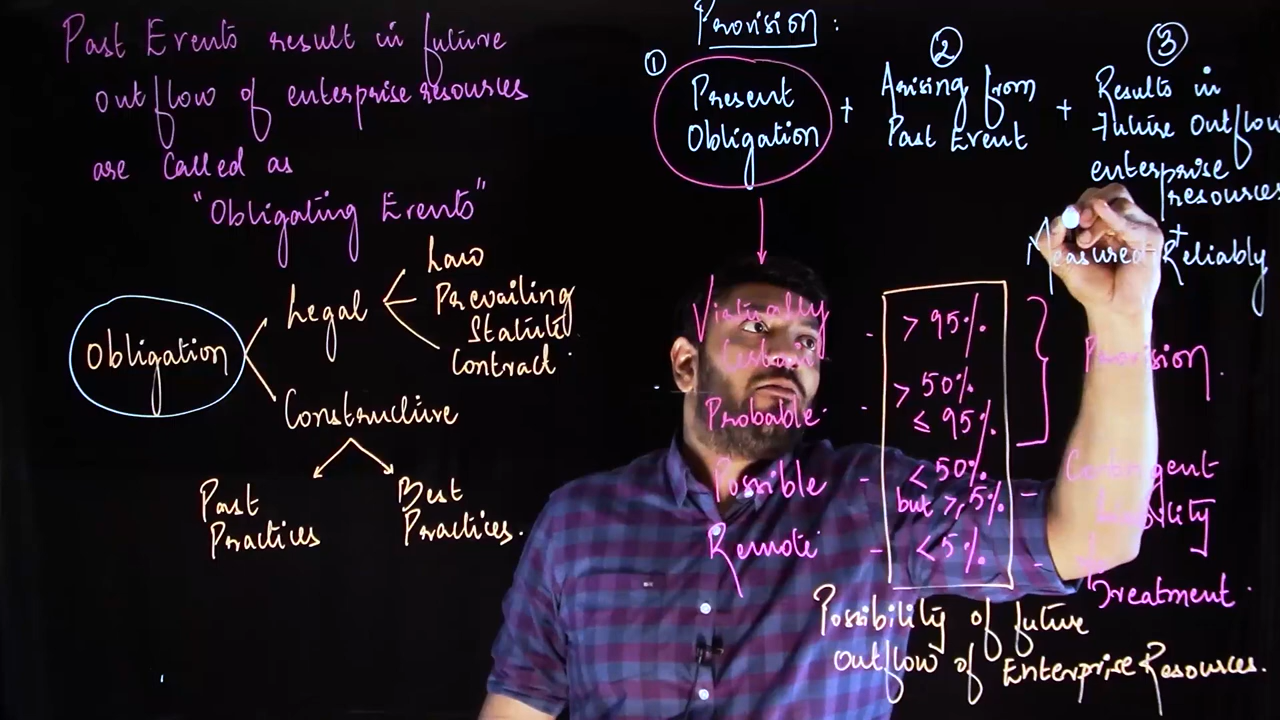 Past Events result in future
outflow of enterprise resources
are called as
"Obligating Events"
Obligation
Legal
Law
Prevailing
Statute
Contract.
Constructive
Past
Practices
Best
Practices.
Provision :
1
Present
Obligation
+
2
Arising from
Past Event
+
3
Results in
Future Outflow
enterprise
resources
+
Measured Reliably
Virtually
Certain
- > 95%
Probable - > 50%
≤ 95%
Provision.
Possible - < 50%
but >, 5% - Contingent
Liability
Remote - < 5% -
Treatment.
Possibility of future
Outflow of Enterprise Resources.